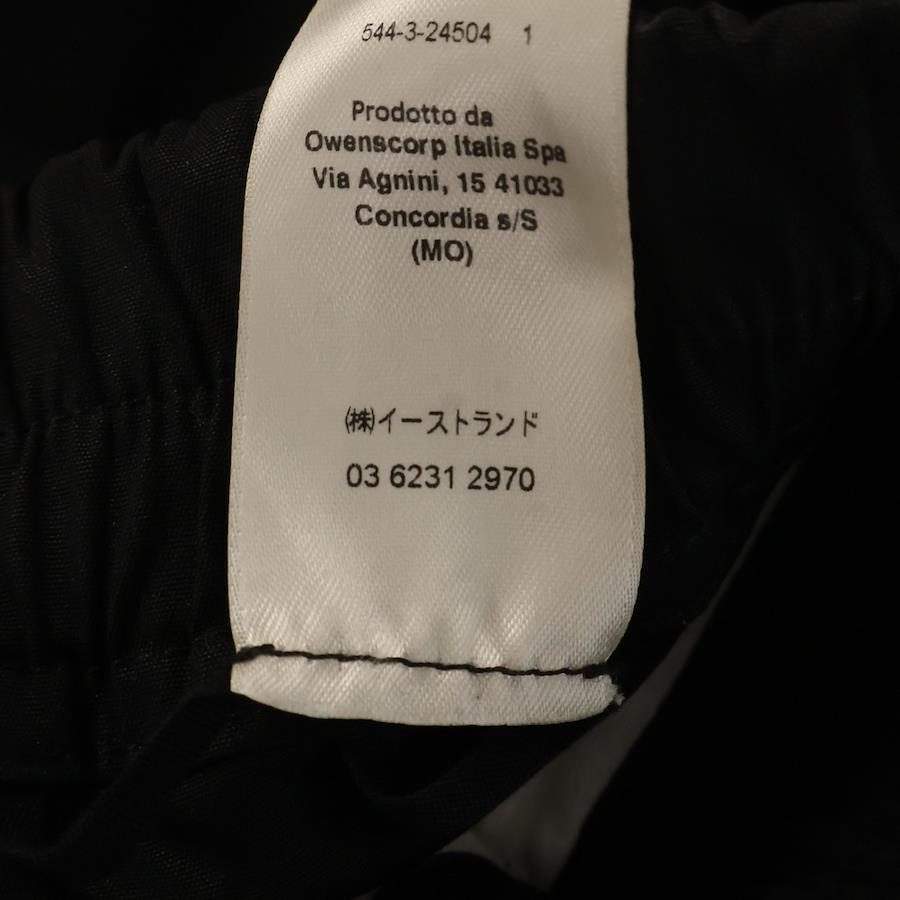 544-3-24504 1
Prodotto da
Owenscorp Italia Spa
Via Agnini, 15 41033
Concordia s/S
(MO)
㈱イーストランド
03 6231 2970